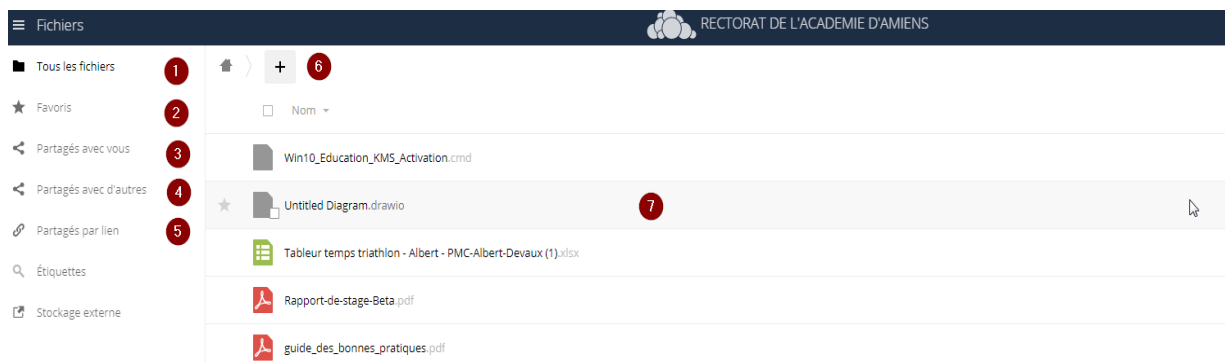 Fichiers
RECTORAT DE L'ACADEMIE D'AMIENS
Tous les fichiers
1
+
6
Favoris
2
Nom
Partagés avec vous
3
Win10_Education_KMS_Activation.cmd
Partagés avec d'autres
4
Untitled Diagram.drawio
7
Partagés par lien
5
Tableur temps triathlon - Albert - PMC-Albert-Devaux (1).xlsx
Étiquettes
Rapport-de-stage-Beta.pdf
Stockage externe
guide_des_bonnes_pratiques.pdf